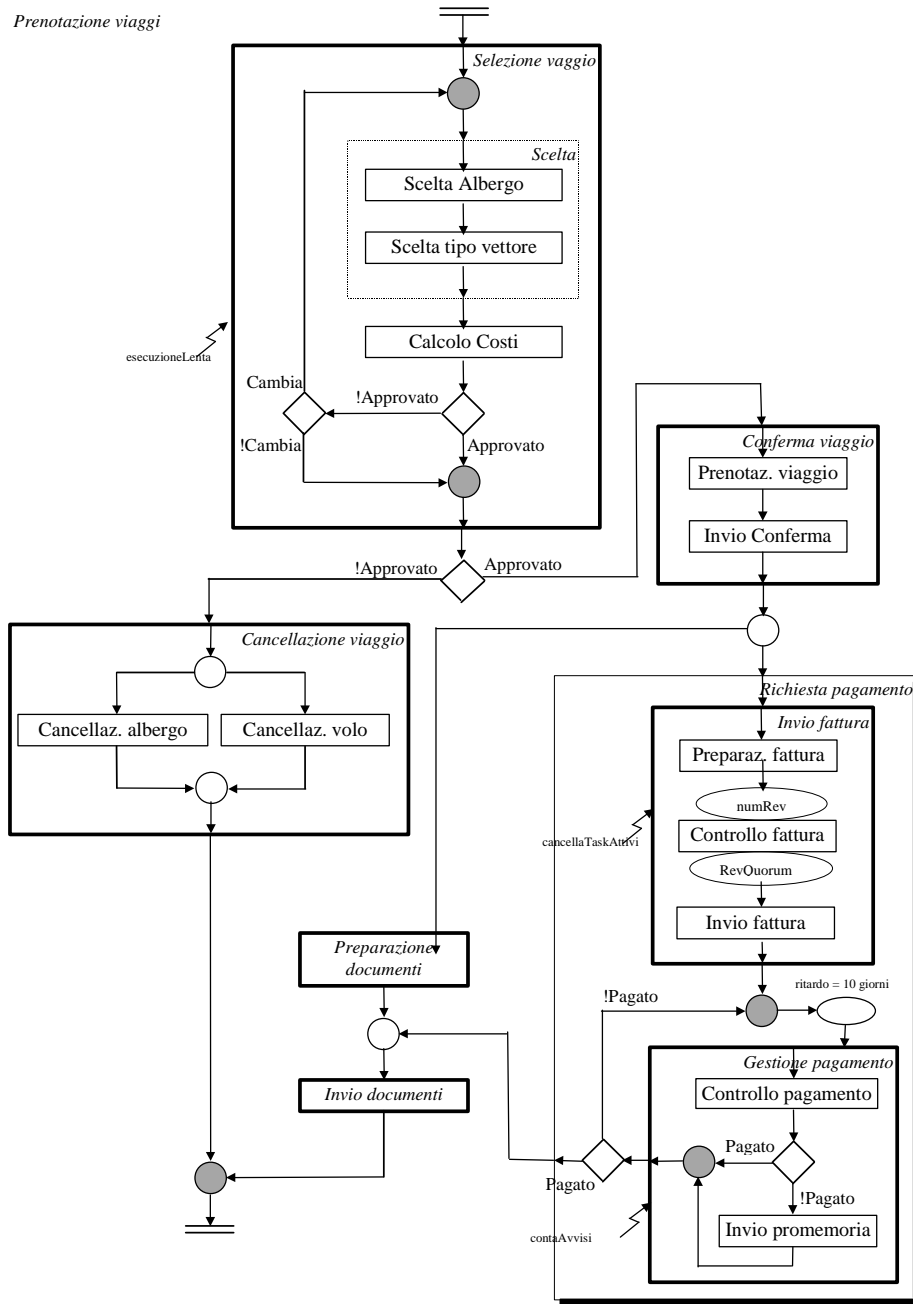 Prenotazione viaggi
Selezione vaggio
Scelta
Scelta Albergo
Scelta tipo vettore
Calcolo Costi
esecuzioneLenta
Cambia
!Approvato
!Cambia
Approvato
Conferma viaggio
Prenotaz. viaggio
Invio Conferma
!Approvato
Approvato
Cancellazione viaggio
Cancellaz. albergo
Cancellaz. volo
Richiesta pagamento
Invio fattura
Preparaz. fattura
numRev
Controllo fattura
cancellaTaskAttivi
RevQuorum
Invio fattura
Preparazione
documenti
ritardo = 10 giorni
!Pagato
Gestione pagamento
Controllo pagamento
Invio documenti
Pagato
Pagato
!Pagato
Invio promemoria
contaAvvisi